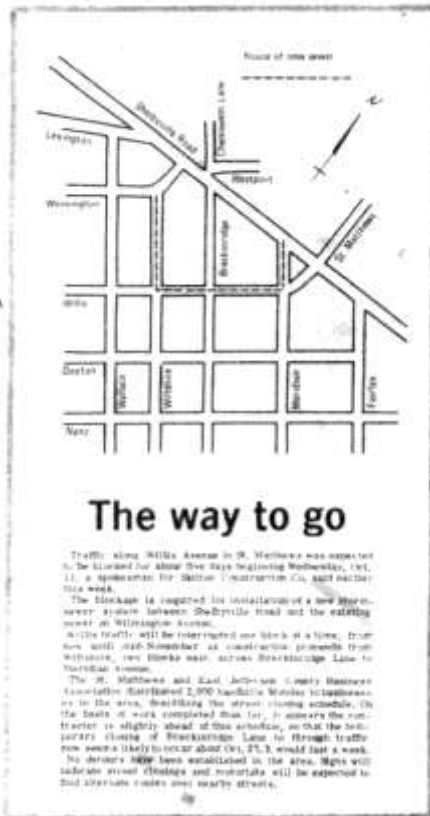 Route of new sewer
Shelbyville Road
Chenoweth Lane
Lexington
Westport
Wennington
Breckinridge
St. Matthews
Willis
Dayton
Wallace
Wiltshire
Meridian
Fairfax
Nanz
The way to go
Traffic along Willis Avenue in St. Matthews was expected
to be blocked for about five days beginning Wednesday, Oct.
11, a spokesman for Construction Co. said earlier
this week.
The blockage is required for installation of a new storm-
sewer system between Shelbyville Road and the existing
sewer at Wilmington Avenue.
traffic will be interrupted one block at a time, from
now until mid-November as construction proceeds from
Wiltshire, two blocks east across Breckinridge Lane to
Meridian Avenue.
The St. Matthews and East Jefferson County Business
Association distributed 2,000 handbills Monday to business-
es in the area, describing the street closing schedule. On
the basis of work completed thus far, it appears the con-
tractor is slightly ahead of this schedule, so that the tem-
porary closing of Breckinridge Lane to through traffic
now seems likely to occur about Oct. 27. It would last a week.
No detours have been established in the area. Signs will
indicate street closings and motorists will be expected to
find alternate routes over nearby streets.